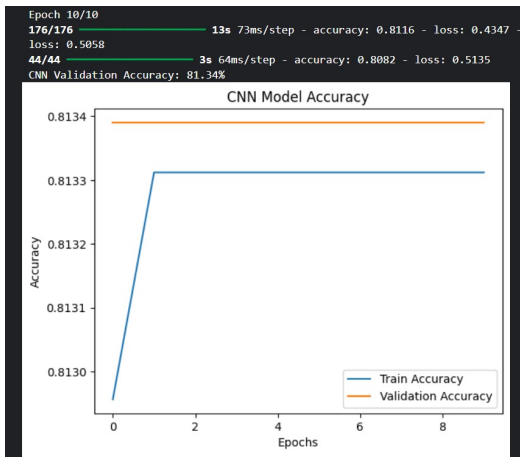 Epoch 10/10
176/176 ━━━━━━━━━━ 13s 73ms/step - accuracy: 0.8116 - loss: 0.4347 -
loss: 0.5058
44/44 ━━━━━━━━━━ 3s 64ms/step - accuracy: 0.8082 - loss: 0.5135
CNN Validation Accuracy: 81.34%
CNN Model Accuracy
0.8134
0.8133
0.8132
0.8131
0.8130
Accuracy
Train Accuracy
Validation Accuracy
0 2 4 6 8
Epochs